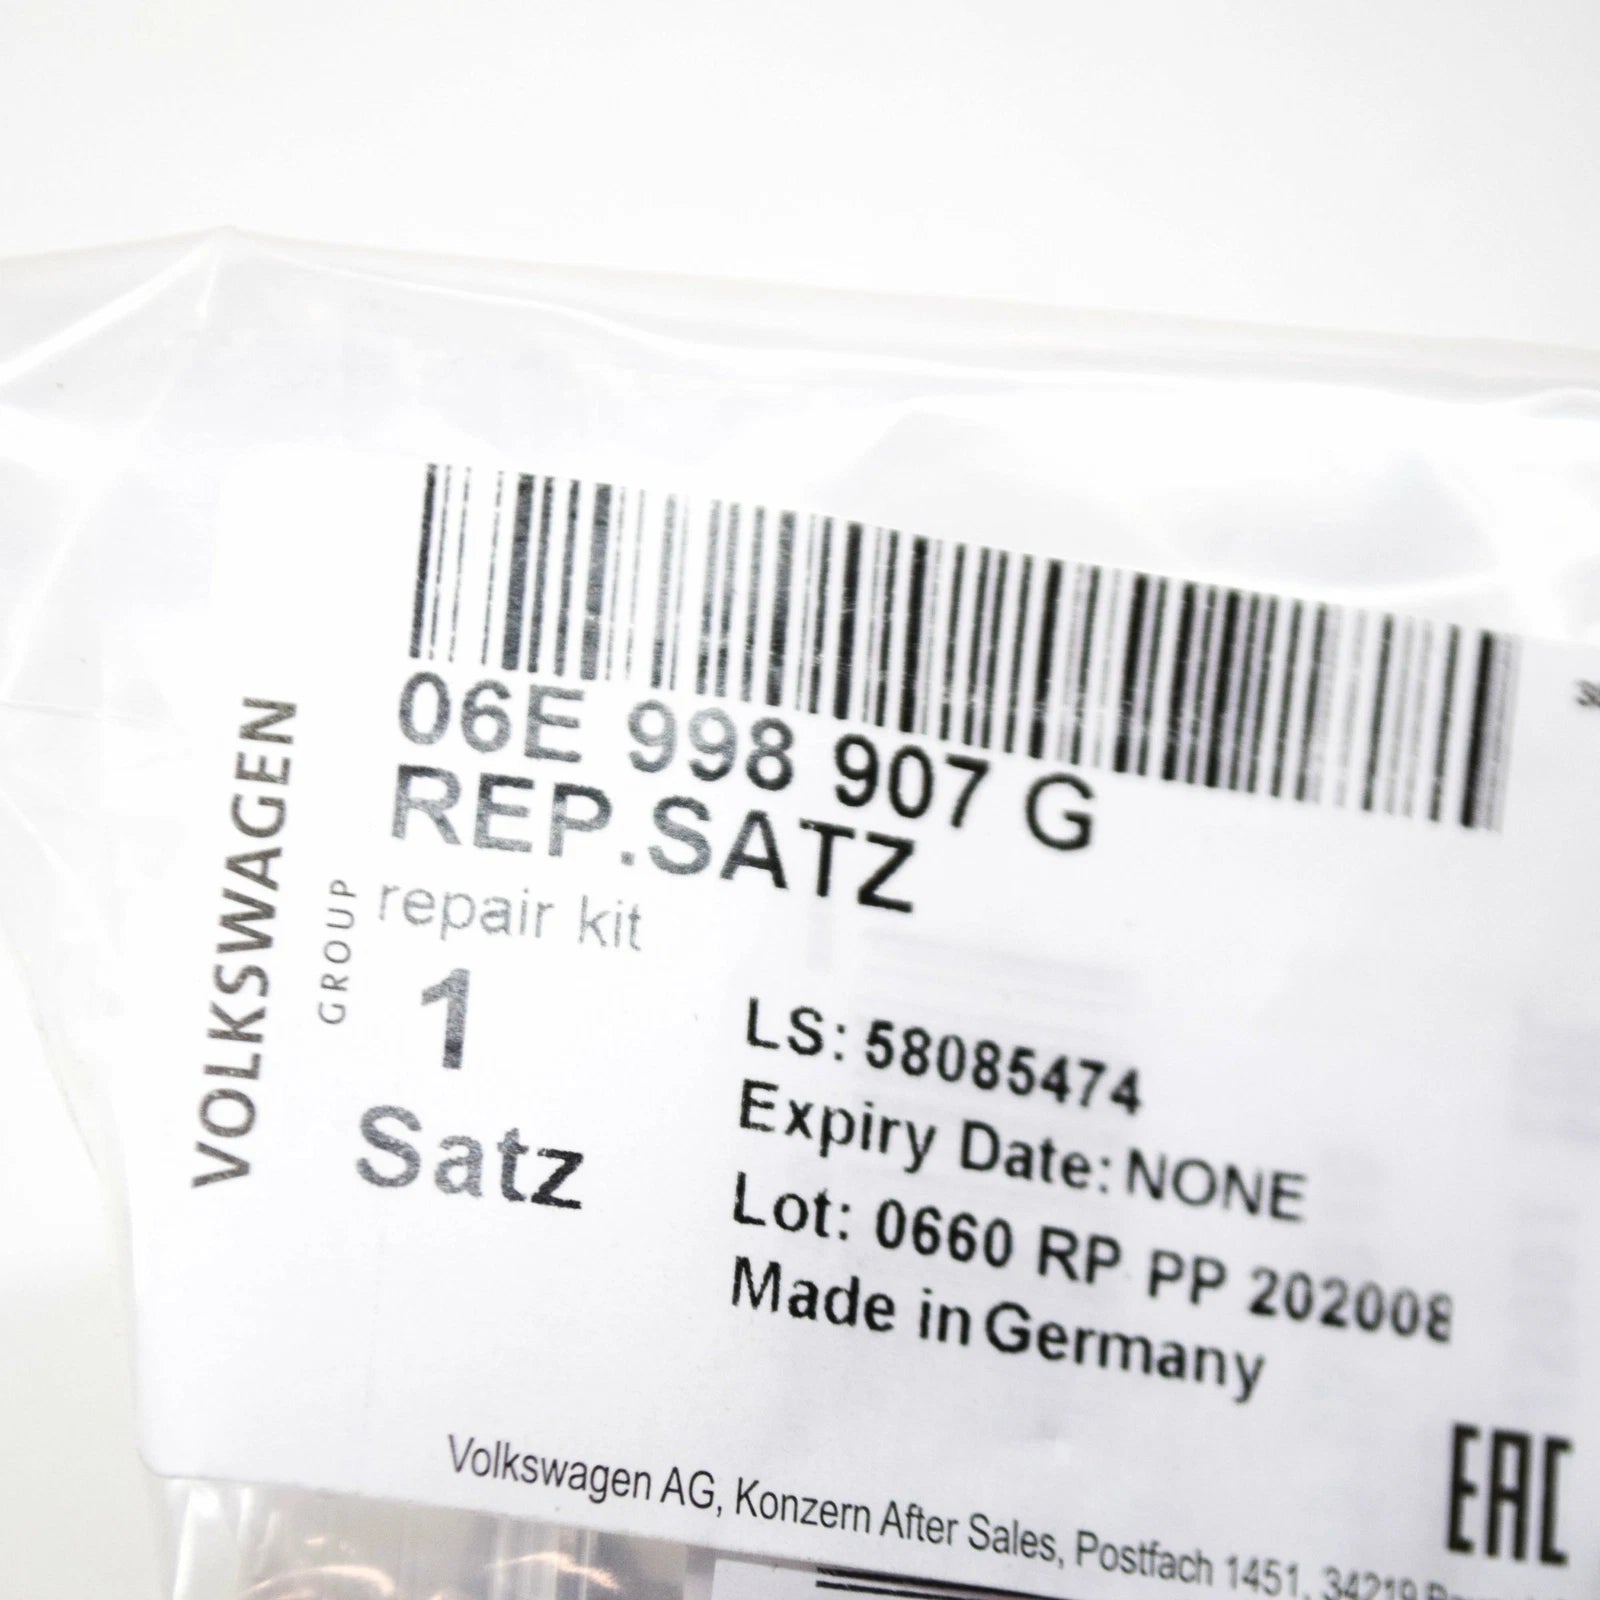 06E 998 907 G
REP.SATZ
repair kit
1
Satz
VOLKSWAGEN
GROUP
LS: 58085474
Expiry Date: NONE
Lot: 0660 RP PP 202008
Made in Germany
EAC
Volkswagen AG, Konzern After Sales, Postfach 1451, 34219